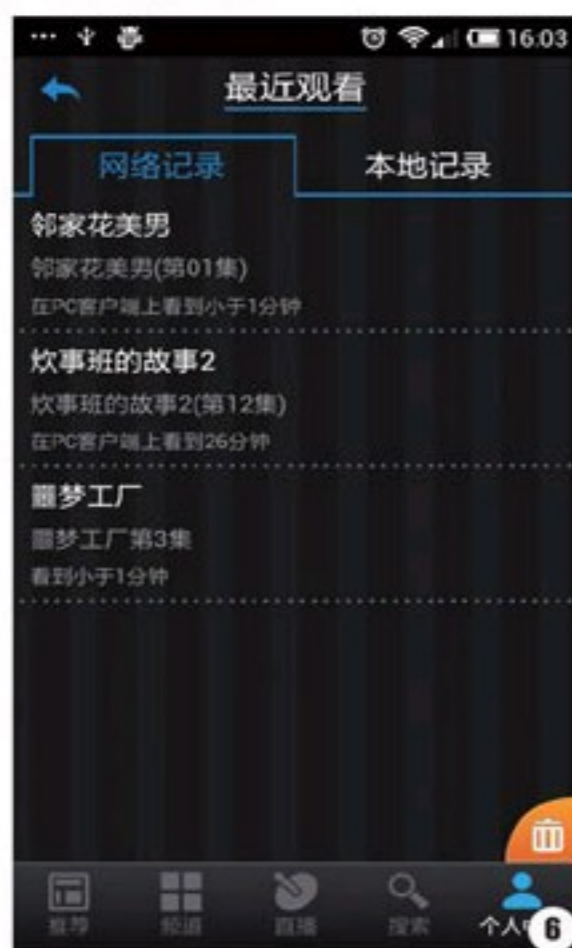 16:03
最近观看
网络记录 本地记录
邻家花美男
邻家花美男(第01集)
在PC客户端上看到小于1分钟
炊事班的故事2
炊事班的故事2(第12集)
在PC客户端上看到26分钟
噩梦工厂
噩梦工厂第3集
看到小于1分钟
推荐 频道 直播 搜索 个人
6